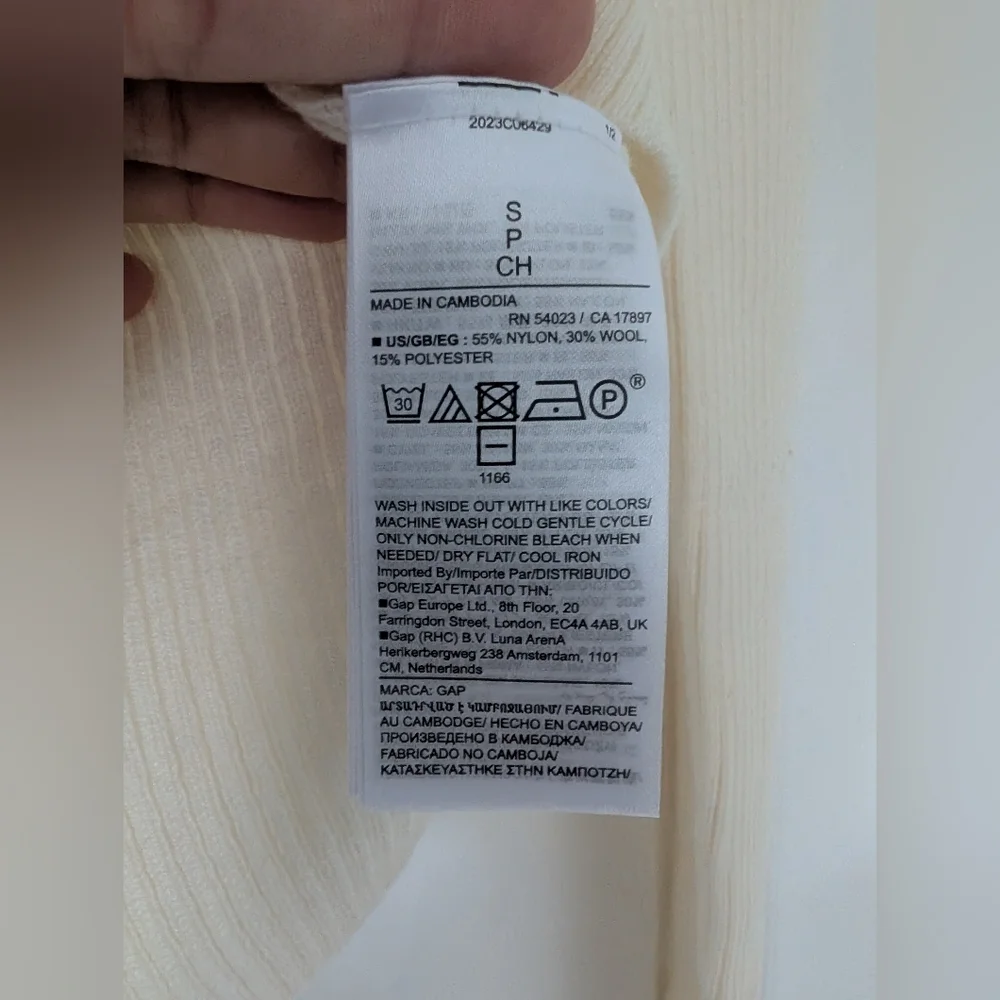 2023C06429
1/2
S
P
CH
MADE IN CAMBODIA
RN 54023 / CA 17897
■ US/GB/EG : 55% NYLON, 30% WOOL,
15% POLYESTER
30
P ®
1166
WASH INSIDE OUT WITH LIKE COLORS/
MACHINE WASH COLD GENTLE CYCLE/
ONLY NON-CHLORINE BLEACH WHEN
NEEDED/ DRY FLAT/ COOL IRON
Imported By/Importe Par/DISTRIBUIDO
POR/ΕΙΣΑΓΕΤΑΙ ΑΠΟ ΤΗΝ:
■Gap Europe Ltd., 8th Floor, 20
Farringdon Street, London, EC4A 4AB, UK
■Gap (RHC) B.V. Luna ArenA
Herikerbergweg 238 Amsterdam, 1101
CM, Netherlands
MARCA: GAP
ԱՐՏԱԴՐՎԱԾ Է ԿԱՄԲՈՋԱՅՈՒՄ/ FABRIQUE
AU CAMBODGE/ HECHO EN CAMBOYA/
ПРОИЗВЕДЕНО В КАМБОДЖА/
FABRICADO NO CAMBOJA/
ΚΑΤΑΣΚΕΥΑΣΤΗΚΕ ΣΤΗΝ ΚΑΜΠΟΤΖΗ/